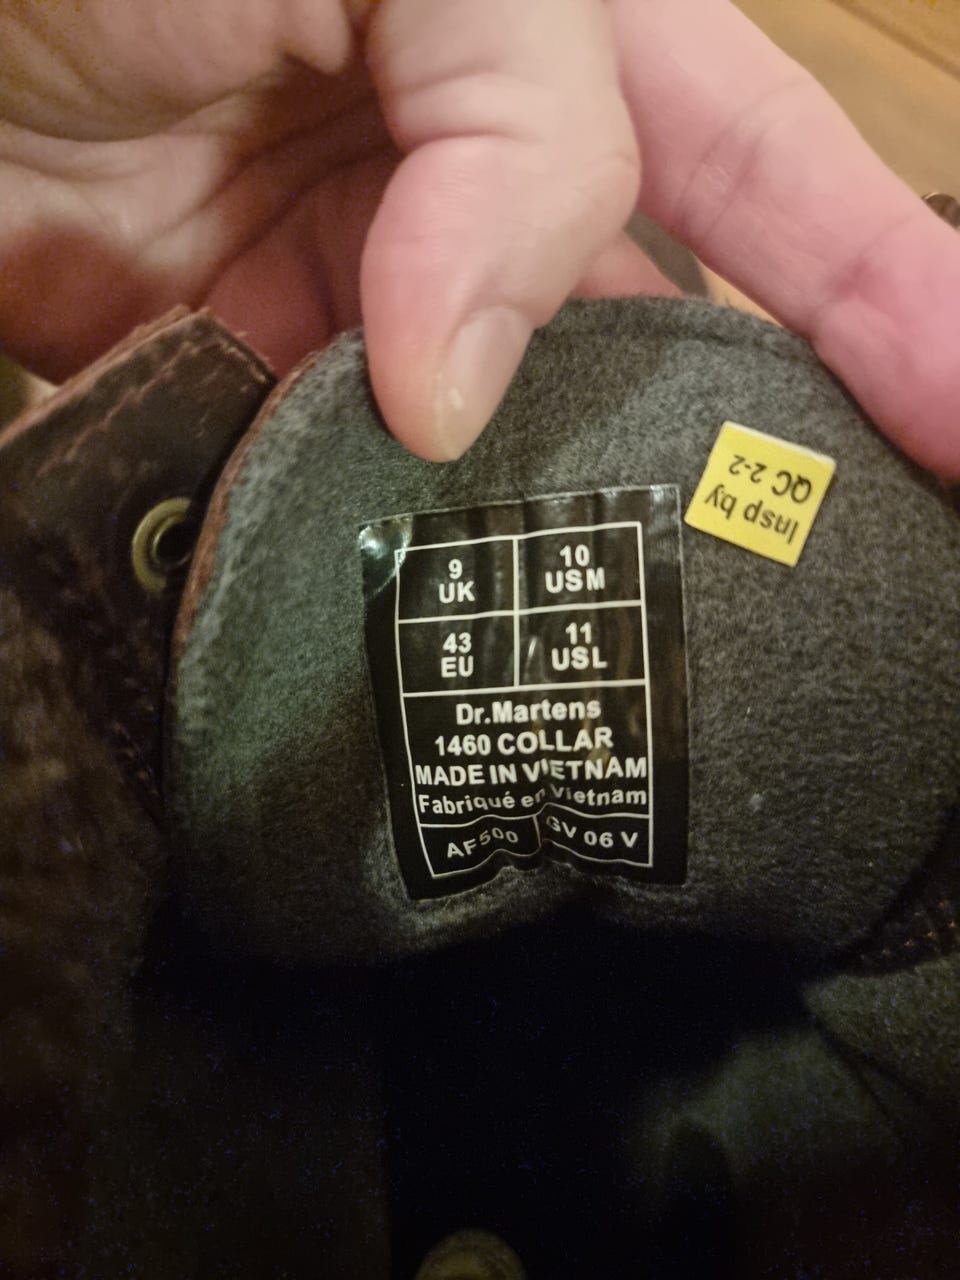 9
UK
10
USM
43
EU
11
USL
Dr.Martens
1460 COLLAR
MADE IN VIETNAM
Fabriqué en Vietnam
AF500
GV 06 V
Insp by
QC 2-2